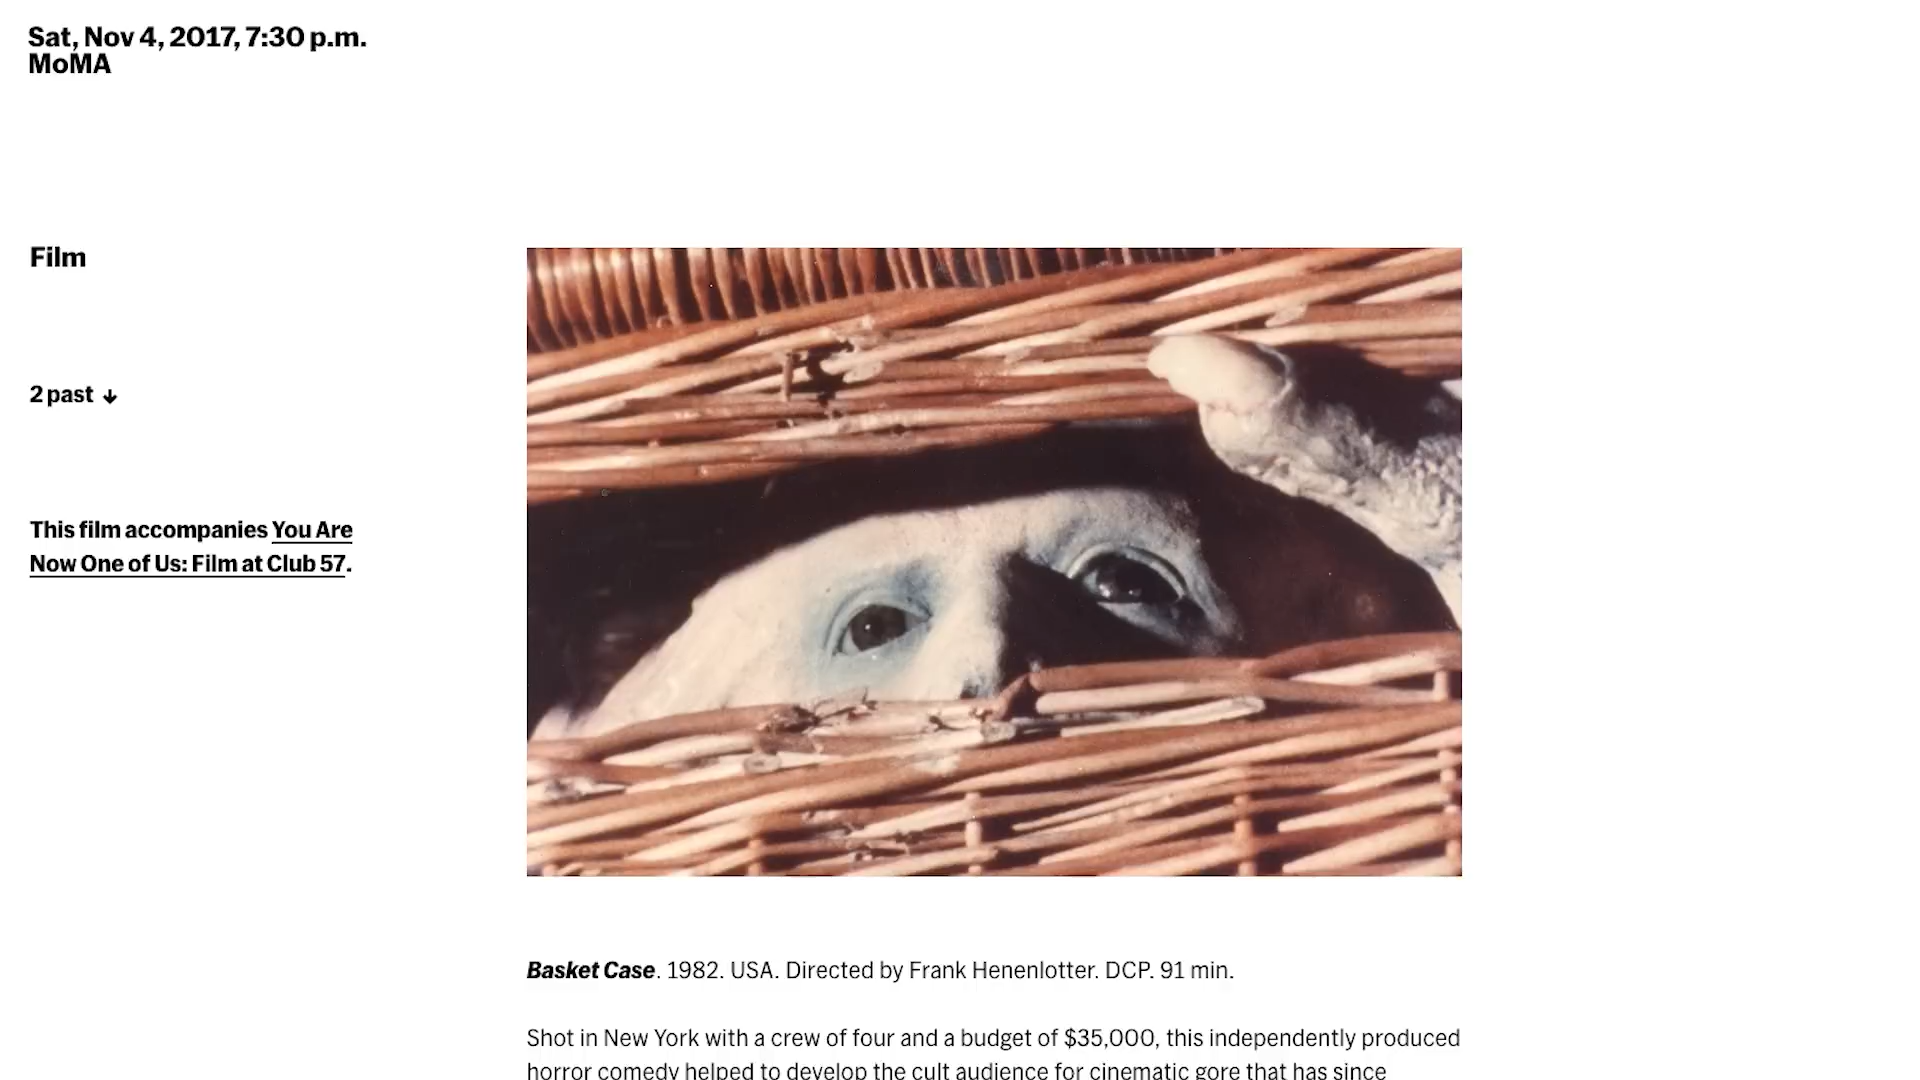 Sat, Nov 4, 2017, 7:30 p.m.
MoMA
Film
2 past ↓
This film accompanies You Are
Now One of Us: Film at Club 57.
Basket Case. 1982. USA. Directed by Frank Henenlotter. DCP. 91 min.
Shot in New York with a crew of four and a budget of $35,000, this independently produced
horror comedy helped to develop the cult audience for cinematic gore that has since